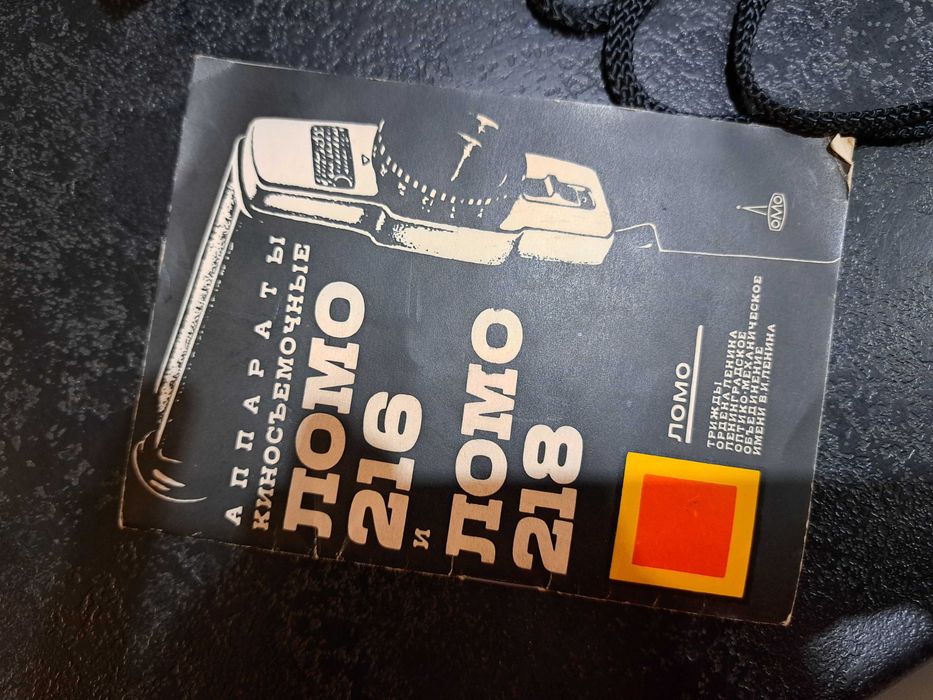 АППАРАТЫ
КИНОСЪЕМОЧНЫЕ
ЛОМО
216
и
ЛОМО
218
ЛОМО
ТРИЖДЫ
ОРДЕНА ЛЕНИНА
ЛЕНИНГРАДСКОЕ
ОПТИКО-МЕХАНИЧЕСКОЕ
ОБЪЕДИНЕНИЕ
ИМЕНИ В.И.ЛЕНИНА
ЛОМО